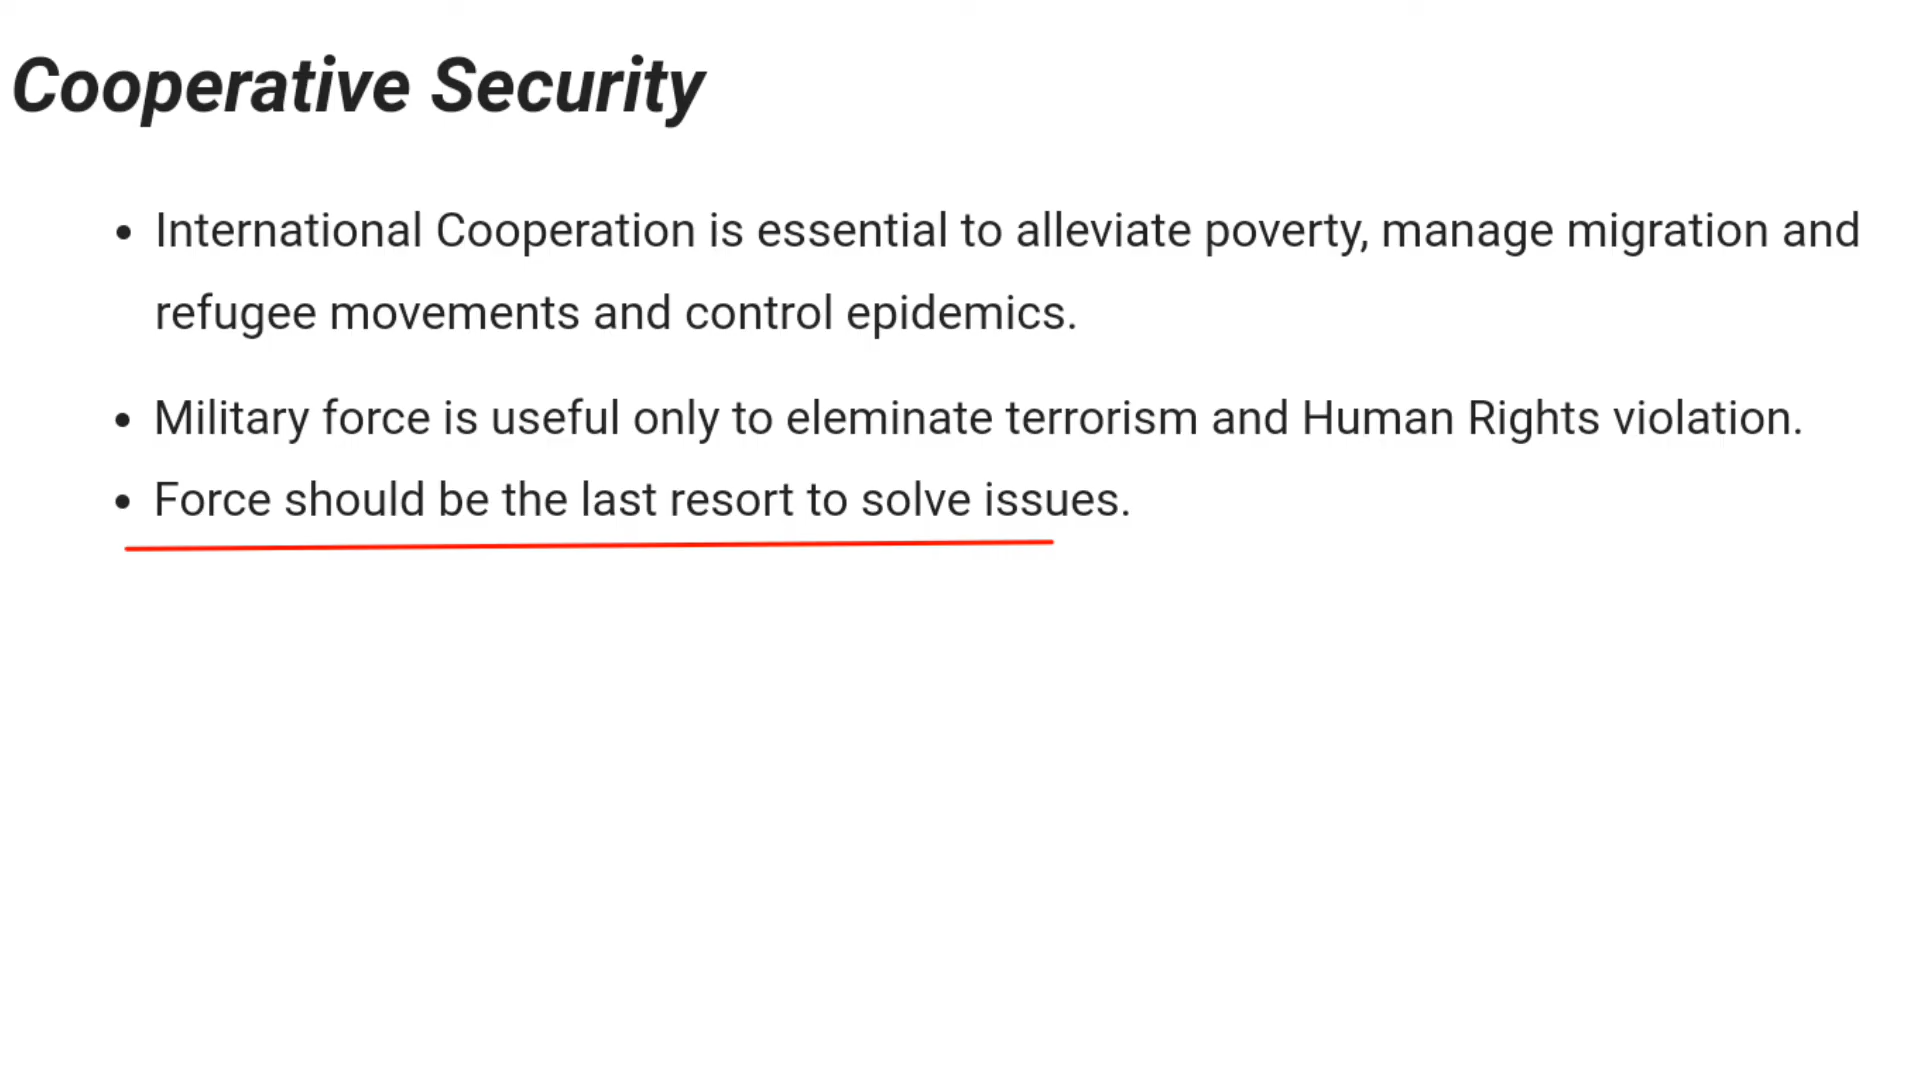 Cooperative Security
• International Cooperation is essential to alleviate poverty, manage migration and
refugee movements and control epidemics.
• Military force is useful only to eleminate terrorism and Human Rights violation.
• Force should be the last resort to solve issues.